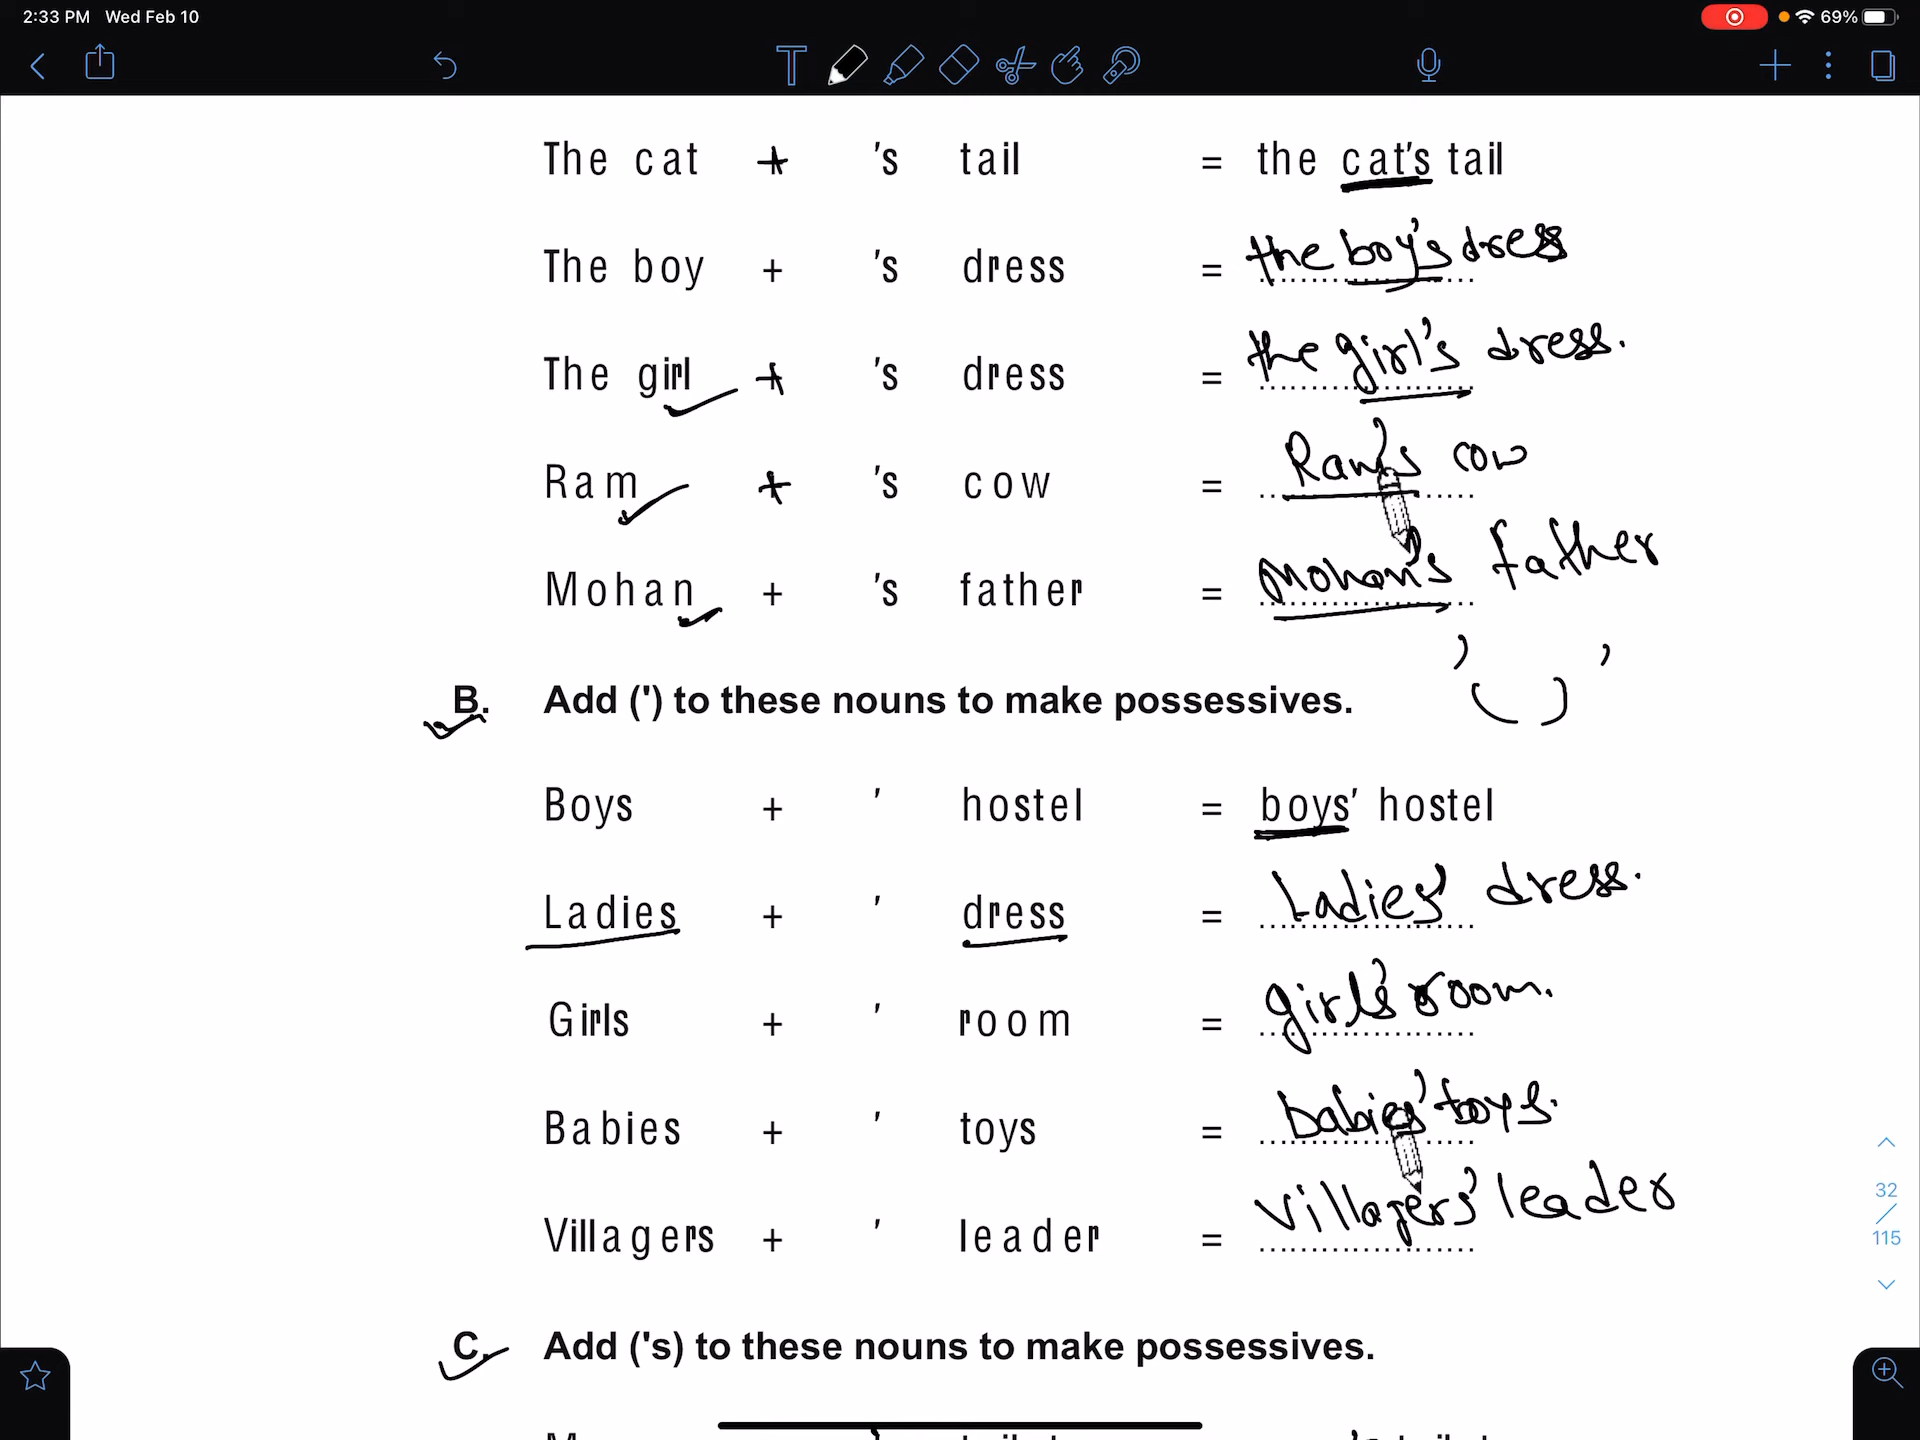 2:33 PM Wed Feb 10 69%
The cat + 's tail = the cat's tail
The boy + 's dress = the boy's dress
The girl + 's dress = the girl's dress.
Ram + 's cow = Ram's cow
Mohan + 's father = Mohan's father
' ( ) '
B. Add (') to these nouns to make possessives.
Boys + ' hostel = boys' hostel
Ladies + ' dress = Ladies' dress.
Girls + ' room = girls' room.
Babies + ' toys = babies' toys.
Villagers + ' leader = Villagers' leader
32
/
115
C. Add ('s) to these nouns to make possessives.